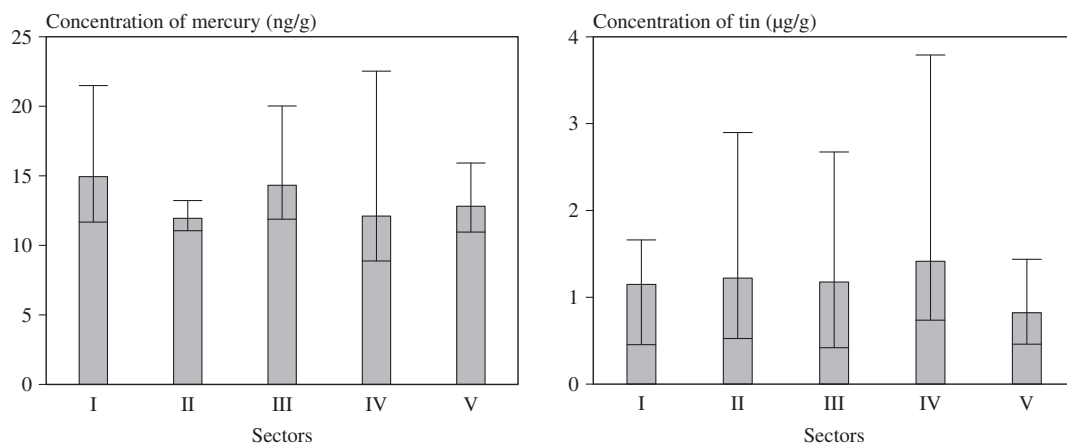 Concentration of mercury (ng/g)
25
20
15
10
5
0
I II III IV V
Sectors
Concentration of tin (µg/g)
4
3
2
1
0
I II III IV V
Sectors